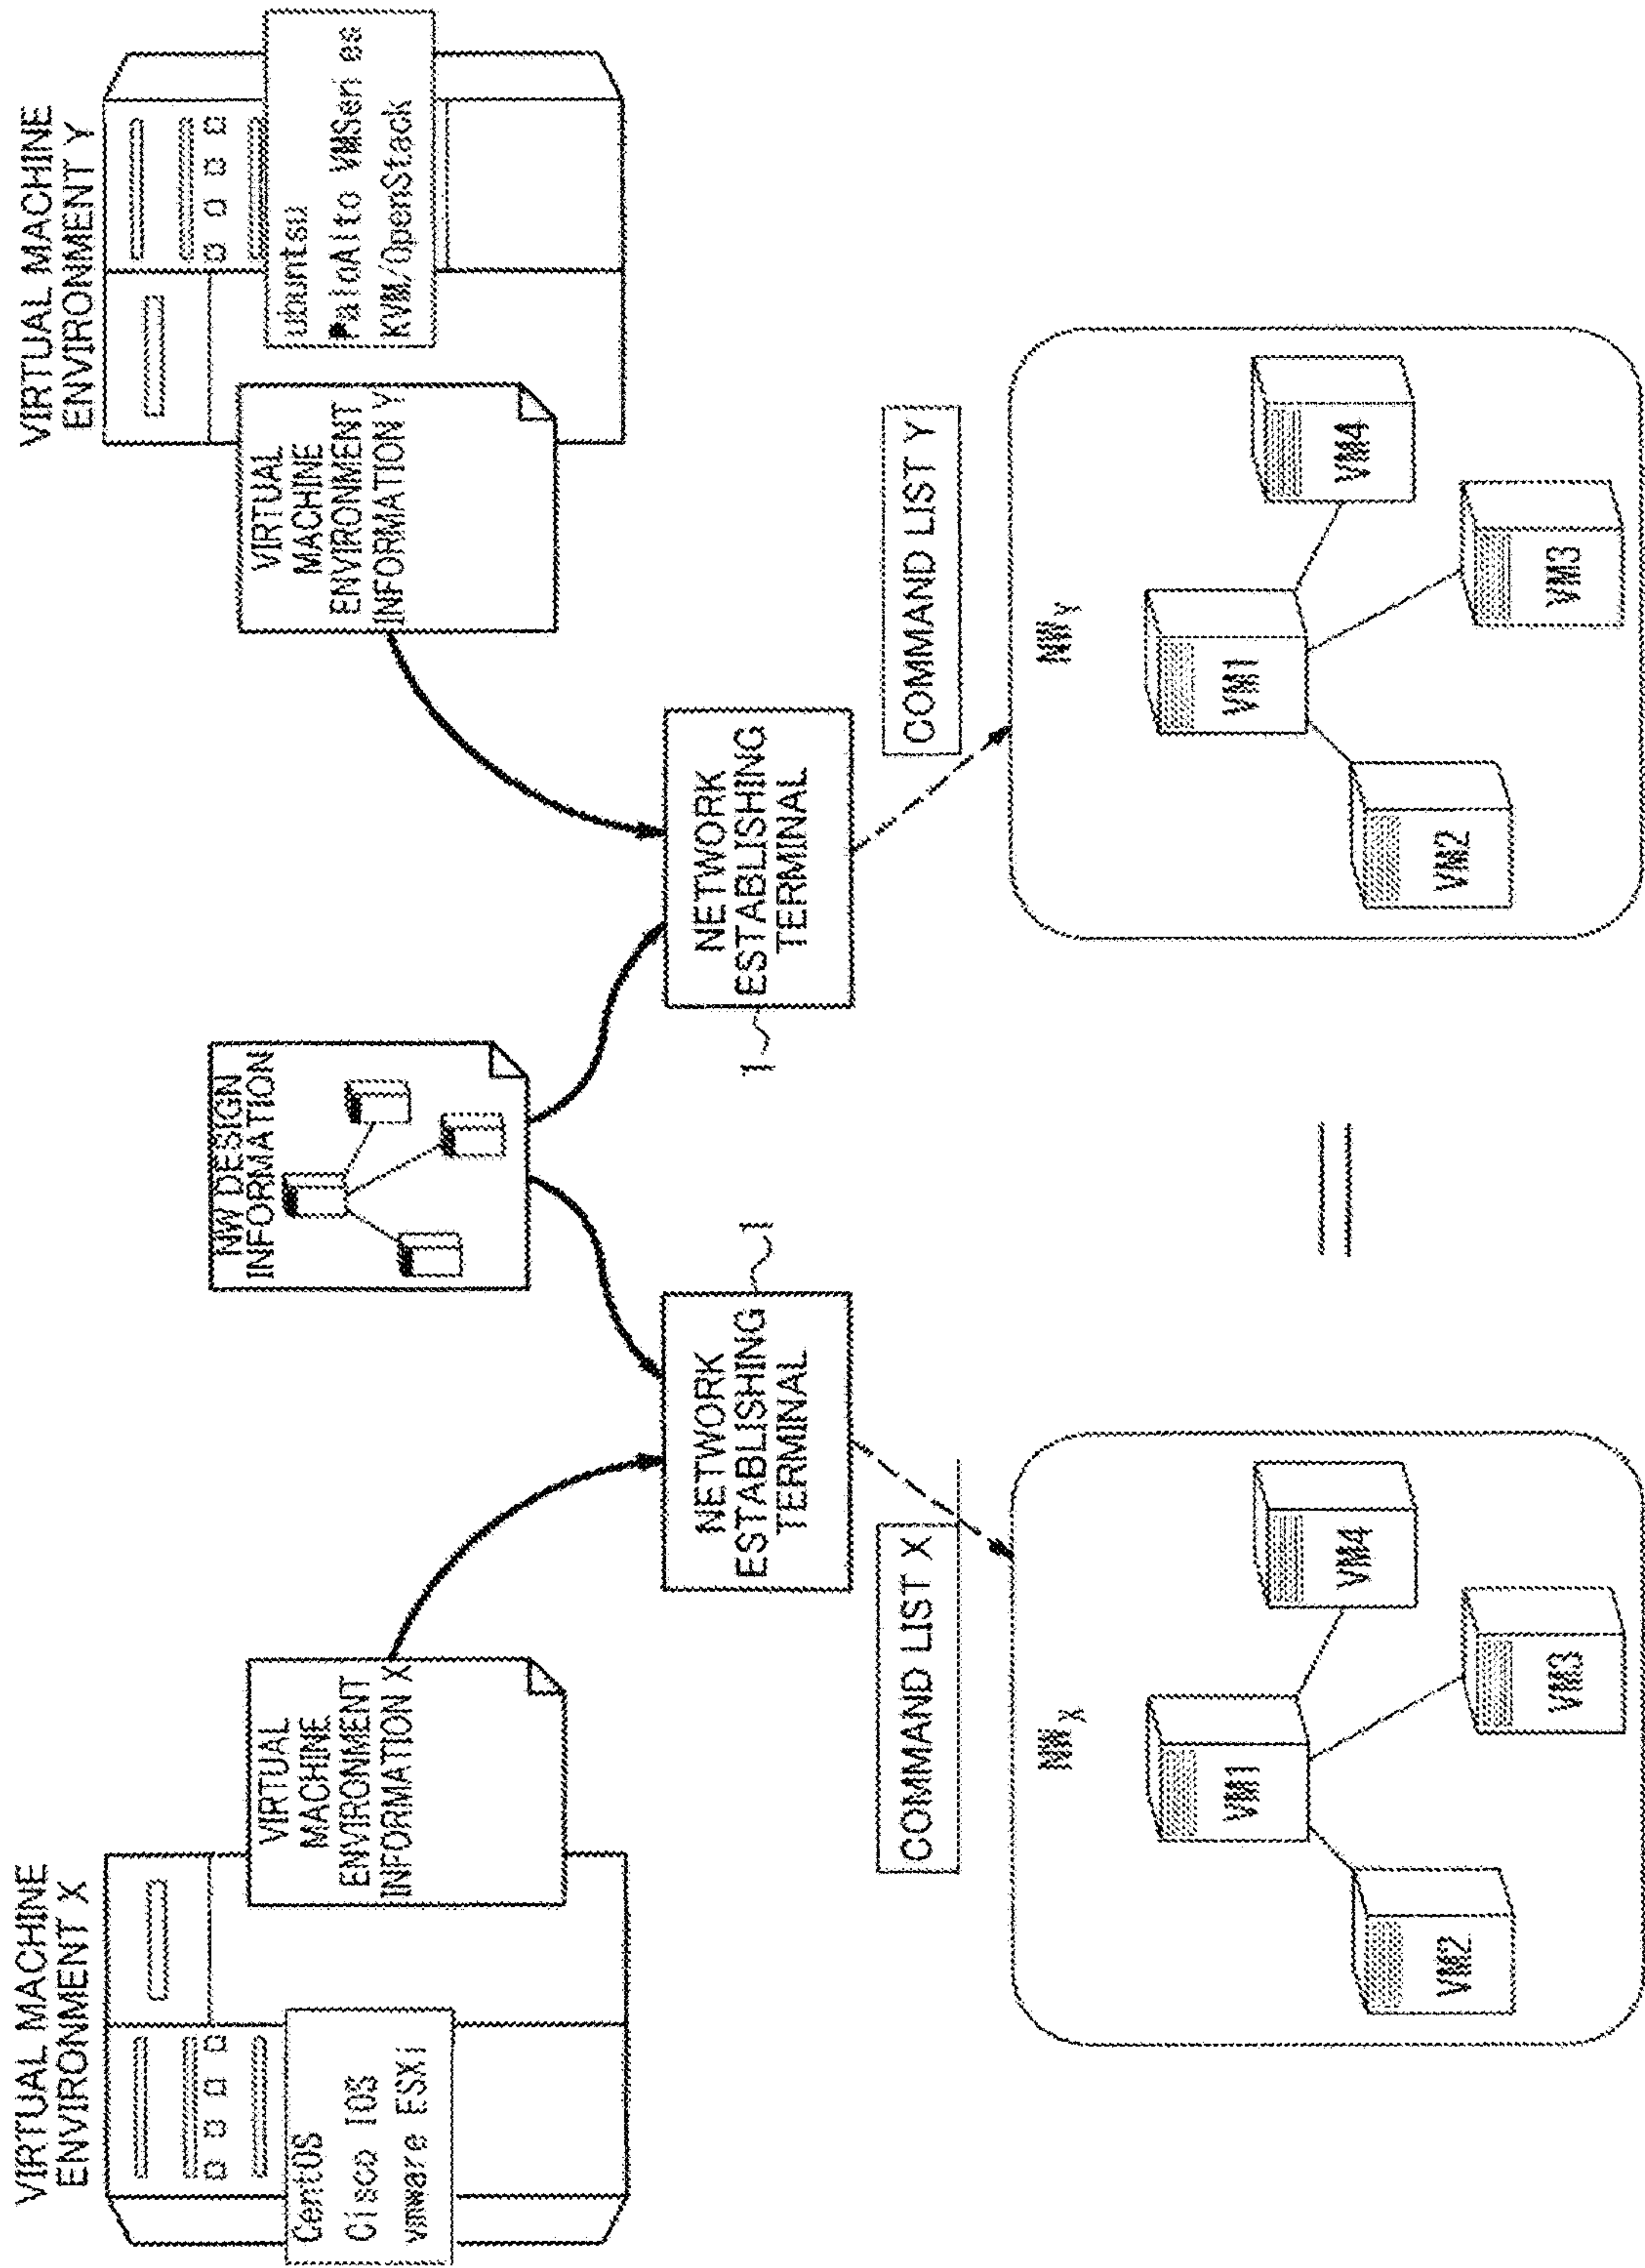 VIRTUAL MACHINE
ENVIRONMENT X
CentOS
Cisco IOS
vmware ESXi
VIRTUAL
MACHINE
ENVIRONMENT
INFORMATION X
NW DESIGN
INFORMATION
VIRTUAL MACHINE
ENVIRONMENT Y
VIRTUAL
MACHINE
ENVIRONMENT
INFORMATION Y
ubuntsu
PaloAlto VMSeries
KVM/OpenStack
NETWORK
ESTABLISHING
TERMINAL
1
NETWORK
ESTABLISHING
TERMINAL
1
COMMAND LIST X
COMMAND LIST Y
NWX
VM1
VM2
VM3
VM4
=
NWY
VM1
VM2
VM3
VM4